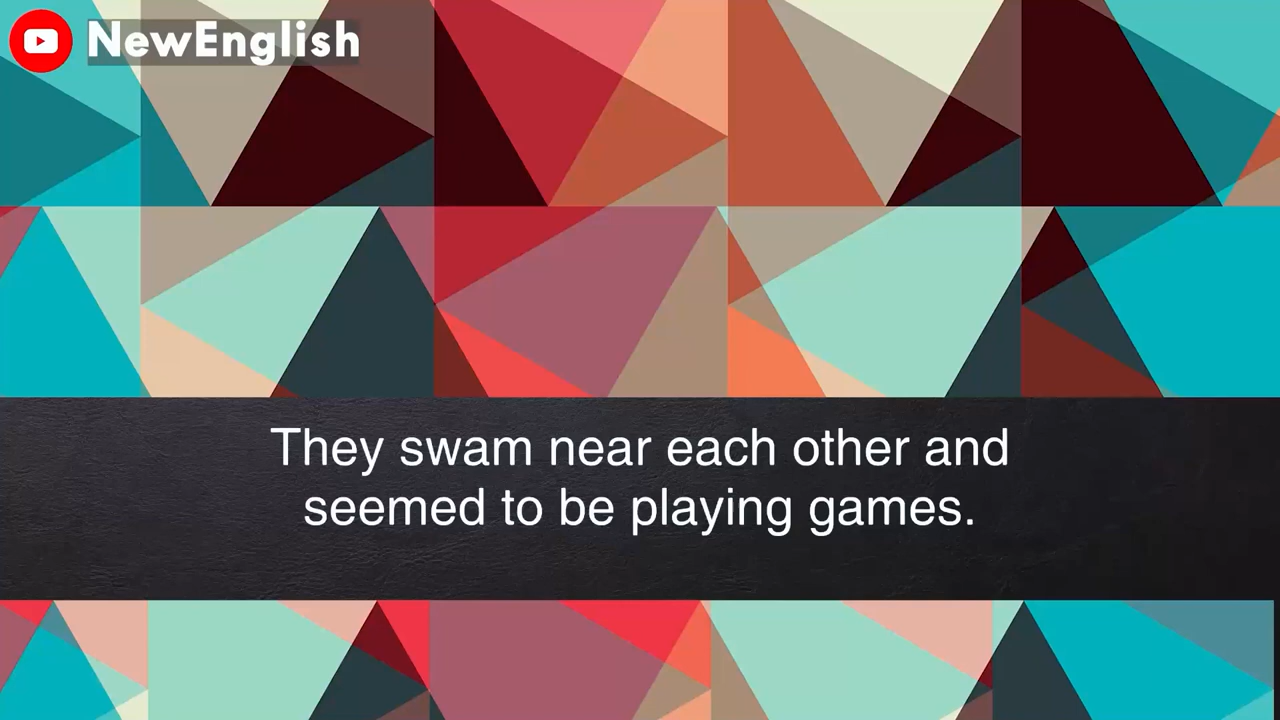 NewEnglish
They swam near each other and
seemed to be playing games.